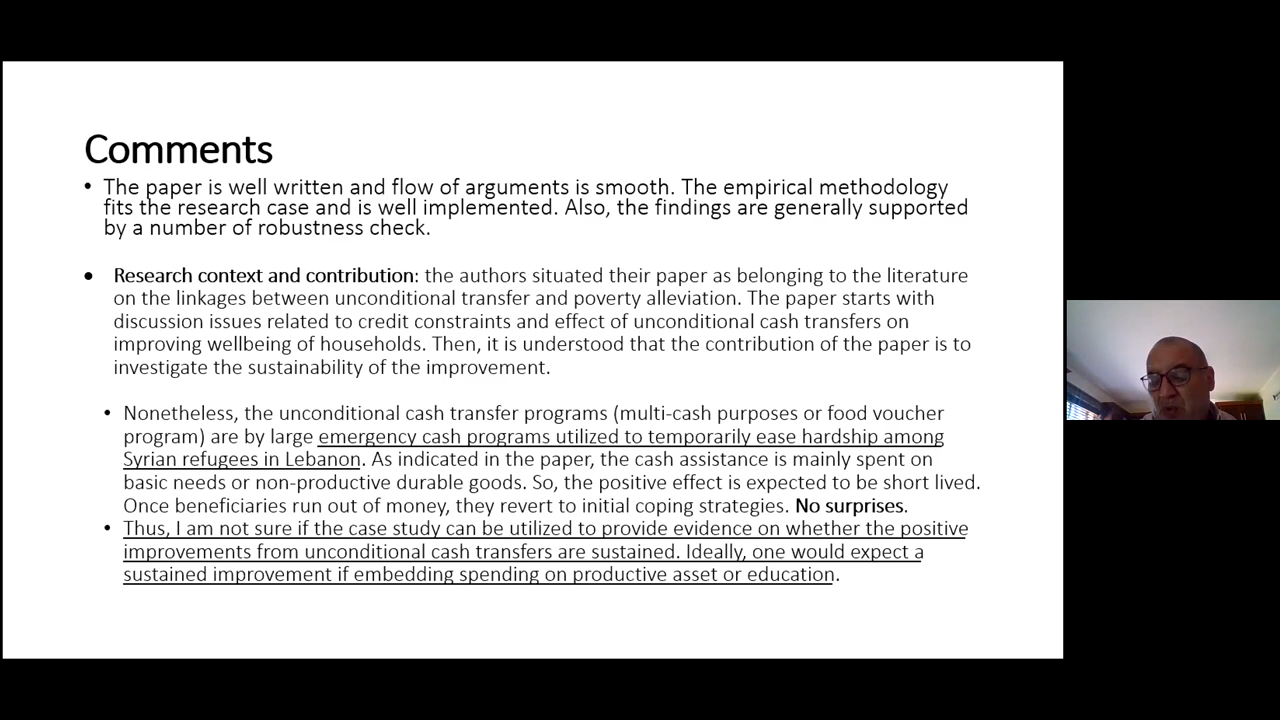 Comments
• The paper is well written and flow of arguments is smooth. The empirical methodology
fits the research case and is well implemented. Also, the findings are generally supported
by a number of robustness check.
• Research context and contribution: the authors situated their paper as belonging to the literature
on the linkages between unconditional transfer and poverty alleviation. The paper starts with
discussion issues related to credit constraints and effect of unconditional cash transfers on
improving wellbeing of households. Then, it is understood that the contribution of the paper is to
investigate the sustainability of the improvement.
• Nonetheless, the unconditional cash transfer programs (multi-cash purposes or food voucher
program) are by large emergency cash programs utilized to temporarily ease hardship among
Syrian refugees in Lebanon. As indicated in the paper, the cash assistance is mainly spent on
basic needs or non-productive durable goods. So, the positive effect is expected to be short lived.
Once beneficiaries run out of money, they revert to initial coping strategies. No surprises.
• Thus, I am not sure if the case study can be utilized to provide evidence on whether the positive
improvements from unconditional cash transfers are sustained. Ideally, one would expect a
sustained improvement if embedding spending on productive asset or education.